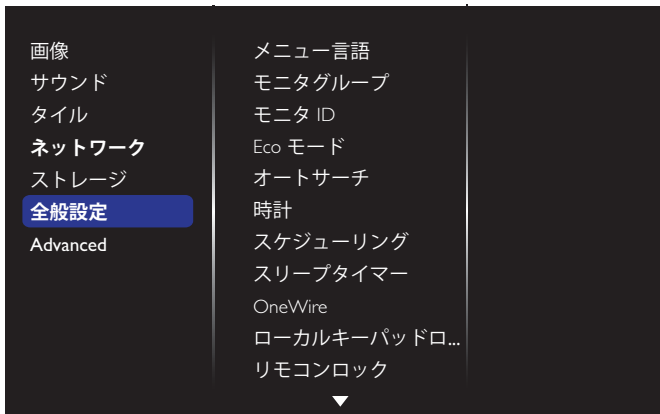 画像
サウンド
タイル
ネットワーク
ストレージ
全般設定
Advanced
メニュー言語
モニタグループ
モニタ ID
Eco モード
オートサーチ
時計
スケジューリング
スリープタイマー
OneWire
ローカルキーパッドロ...
リモコンロック